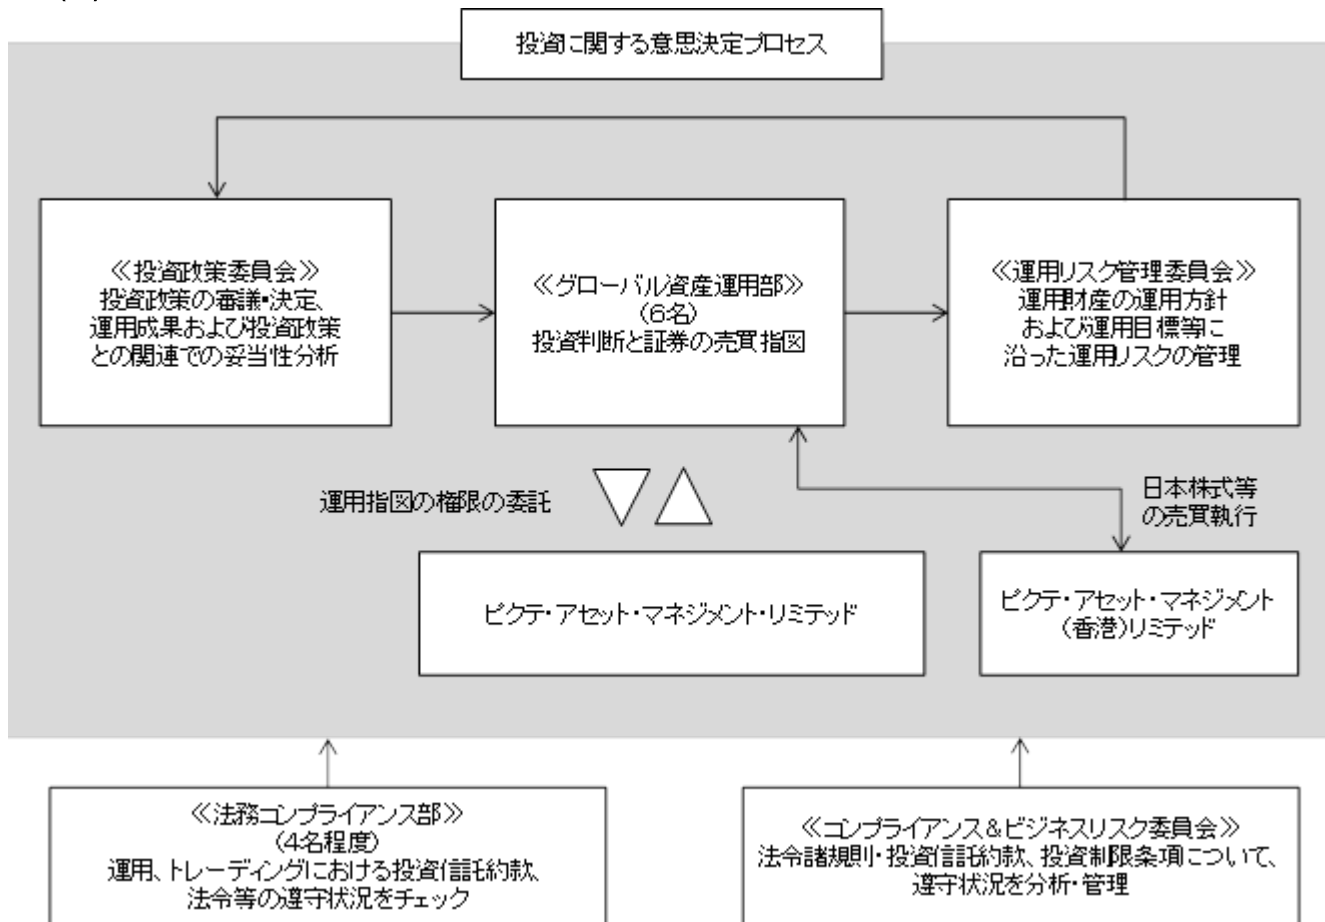 投資に関する意思決定プロセス
≪投資政策委員会≫
投資政策の審議・決定、
運用成果および投資政策
との関連での妥当性分析
≪グローバル資産運用部≫
(6名)
投資判断と証券の売買指図
≪運用リスク管理委員会≫
運用財産の運用方針
および運用目標等に
沿った運用リスクの管理
運用指図の権限の委託
日本株式等
の売買執行
ピクテ・アセット・マネジメント・リミテッド
ピクテ・アセット・マネジメント
(香港)リミテッド
≪法務コンプライアンス部≫
(4名程度)
運用、トレーディングにおける投資信託約款、
法令等の遵守状況をチェック
≪コンプライアンス&ビジネスリスク委員会≫
法令諸規則・投資信託約款、投資制限条項について、
遵守状況を分析・管理